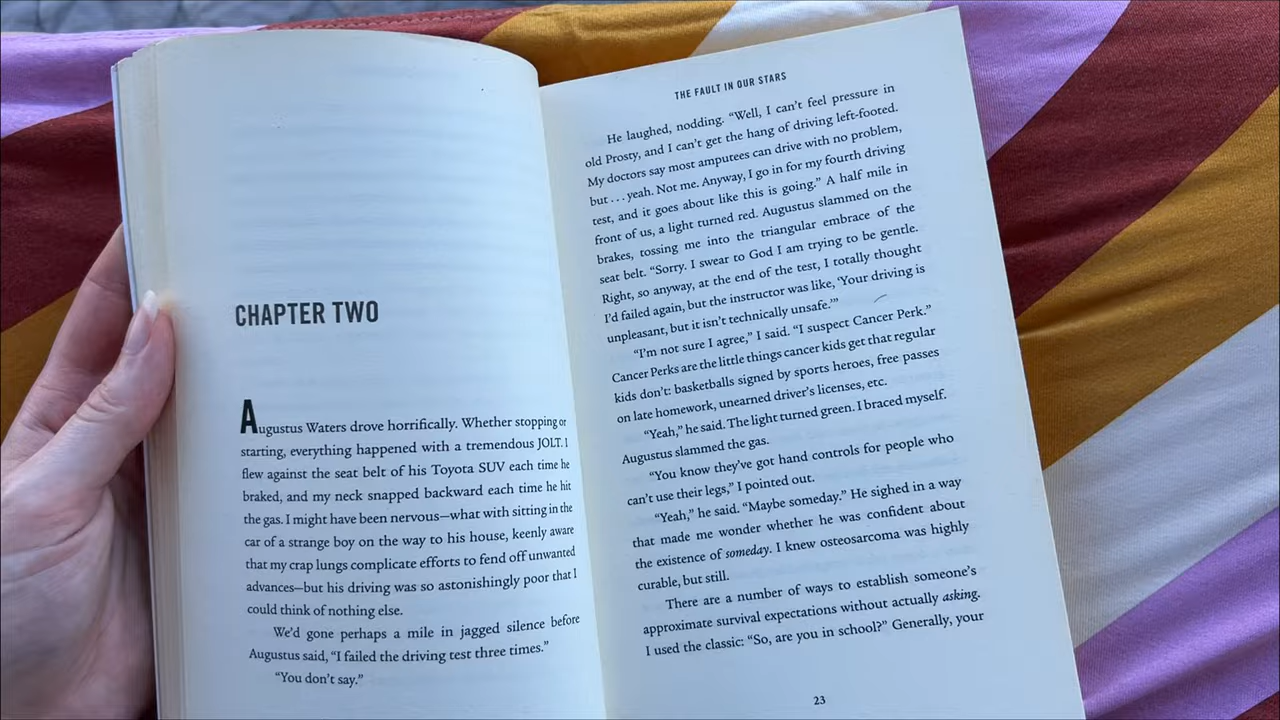 CHAPTER TWO
Augustus Waters drove horrifically. Whether stopping or
starting, everything happened with a tremendous JOLT. I
flew against the seat belt of his Toyota SUV each time he
braked, and my neck snapped backward each time he hit
the gas. I might have been nervous—what with sitting in the
car of a strange boy on the way to his house, keenly aware
that my crap lungs complicate efforts to fend off unwanted
advances—but his driving was so astonishingly poor that I
could think of nothing else.
We'd gone perhaps a mile in jagged silence before
Augustus said, “I failed the driving test three times.”
“You don't say.”
THE FAULT IN OUR STARS
He laughed, nodding. “Well, I can't feel pressure in
old Prosty, and I can't get the hang of driving left-footed.
My doctors say most amputees can drive with no problem,
but . . . yeah. Not me. Anyway, I go in for my fourth driving
test, and it goes about like this is going.” A half mile in
front of us, a light turned red. Augustus slammed on the
brakes, tossing me into the triangular embrace of the
seat belt. “Sorry. I swear to God I am trying to be gentle.
Right, so anyway, at the end of the test, I totally thought
I'd failed again, but the instructor was like, ‘Your driving is
unpleasant, but it isn't technically unsafe.’”
“I'm not sure I agree,” I said. “I suspect Cancer Perk.”
Cancer Perks are the little things cancer kids get that regular
kids don't: basketballs signed by sports heroes, free passes
on late homework, unearned driver's licenses, etc.
“Yeah,” he said. The light turned green. I braced myself.
Augustus slammed the gas.
“You know they've got hand controls for people who
can't use their legs,” I pointed out.
“Yeah,” he said. “Maybe someday.” He sighed in a way
that made me wonder whether he was confident about
the existence of someday. I knew osteosarcoma was highly
curable, but still.
There are a number of ways to establish someone's
approximate survival expectations without actually asking.
I used the classic: “So, are you in school?” Generally, your
23